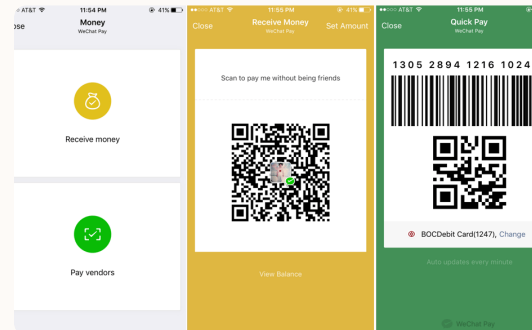 AT&T 11:54 PM 41%
ose Money
WeChat Pay
Receive money
Pay vendors
AT&T 11:55 PM 41%
Close Receive Money Set Amount
WeChat Pay
Scan to pay me without being friends
View Balance
AT&T 11:55 PM
Close Quick Pay
WeChat Pay
1305 2894 1216 1024
BOCDebit Card(1247), Change
Auto updates every minute
WeChat Pay